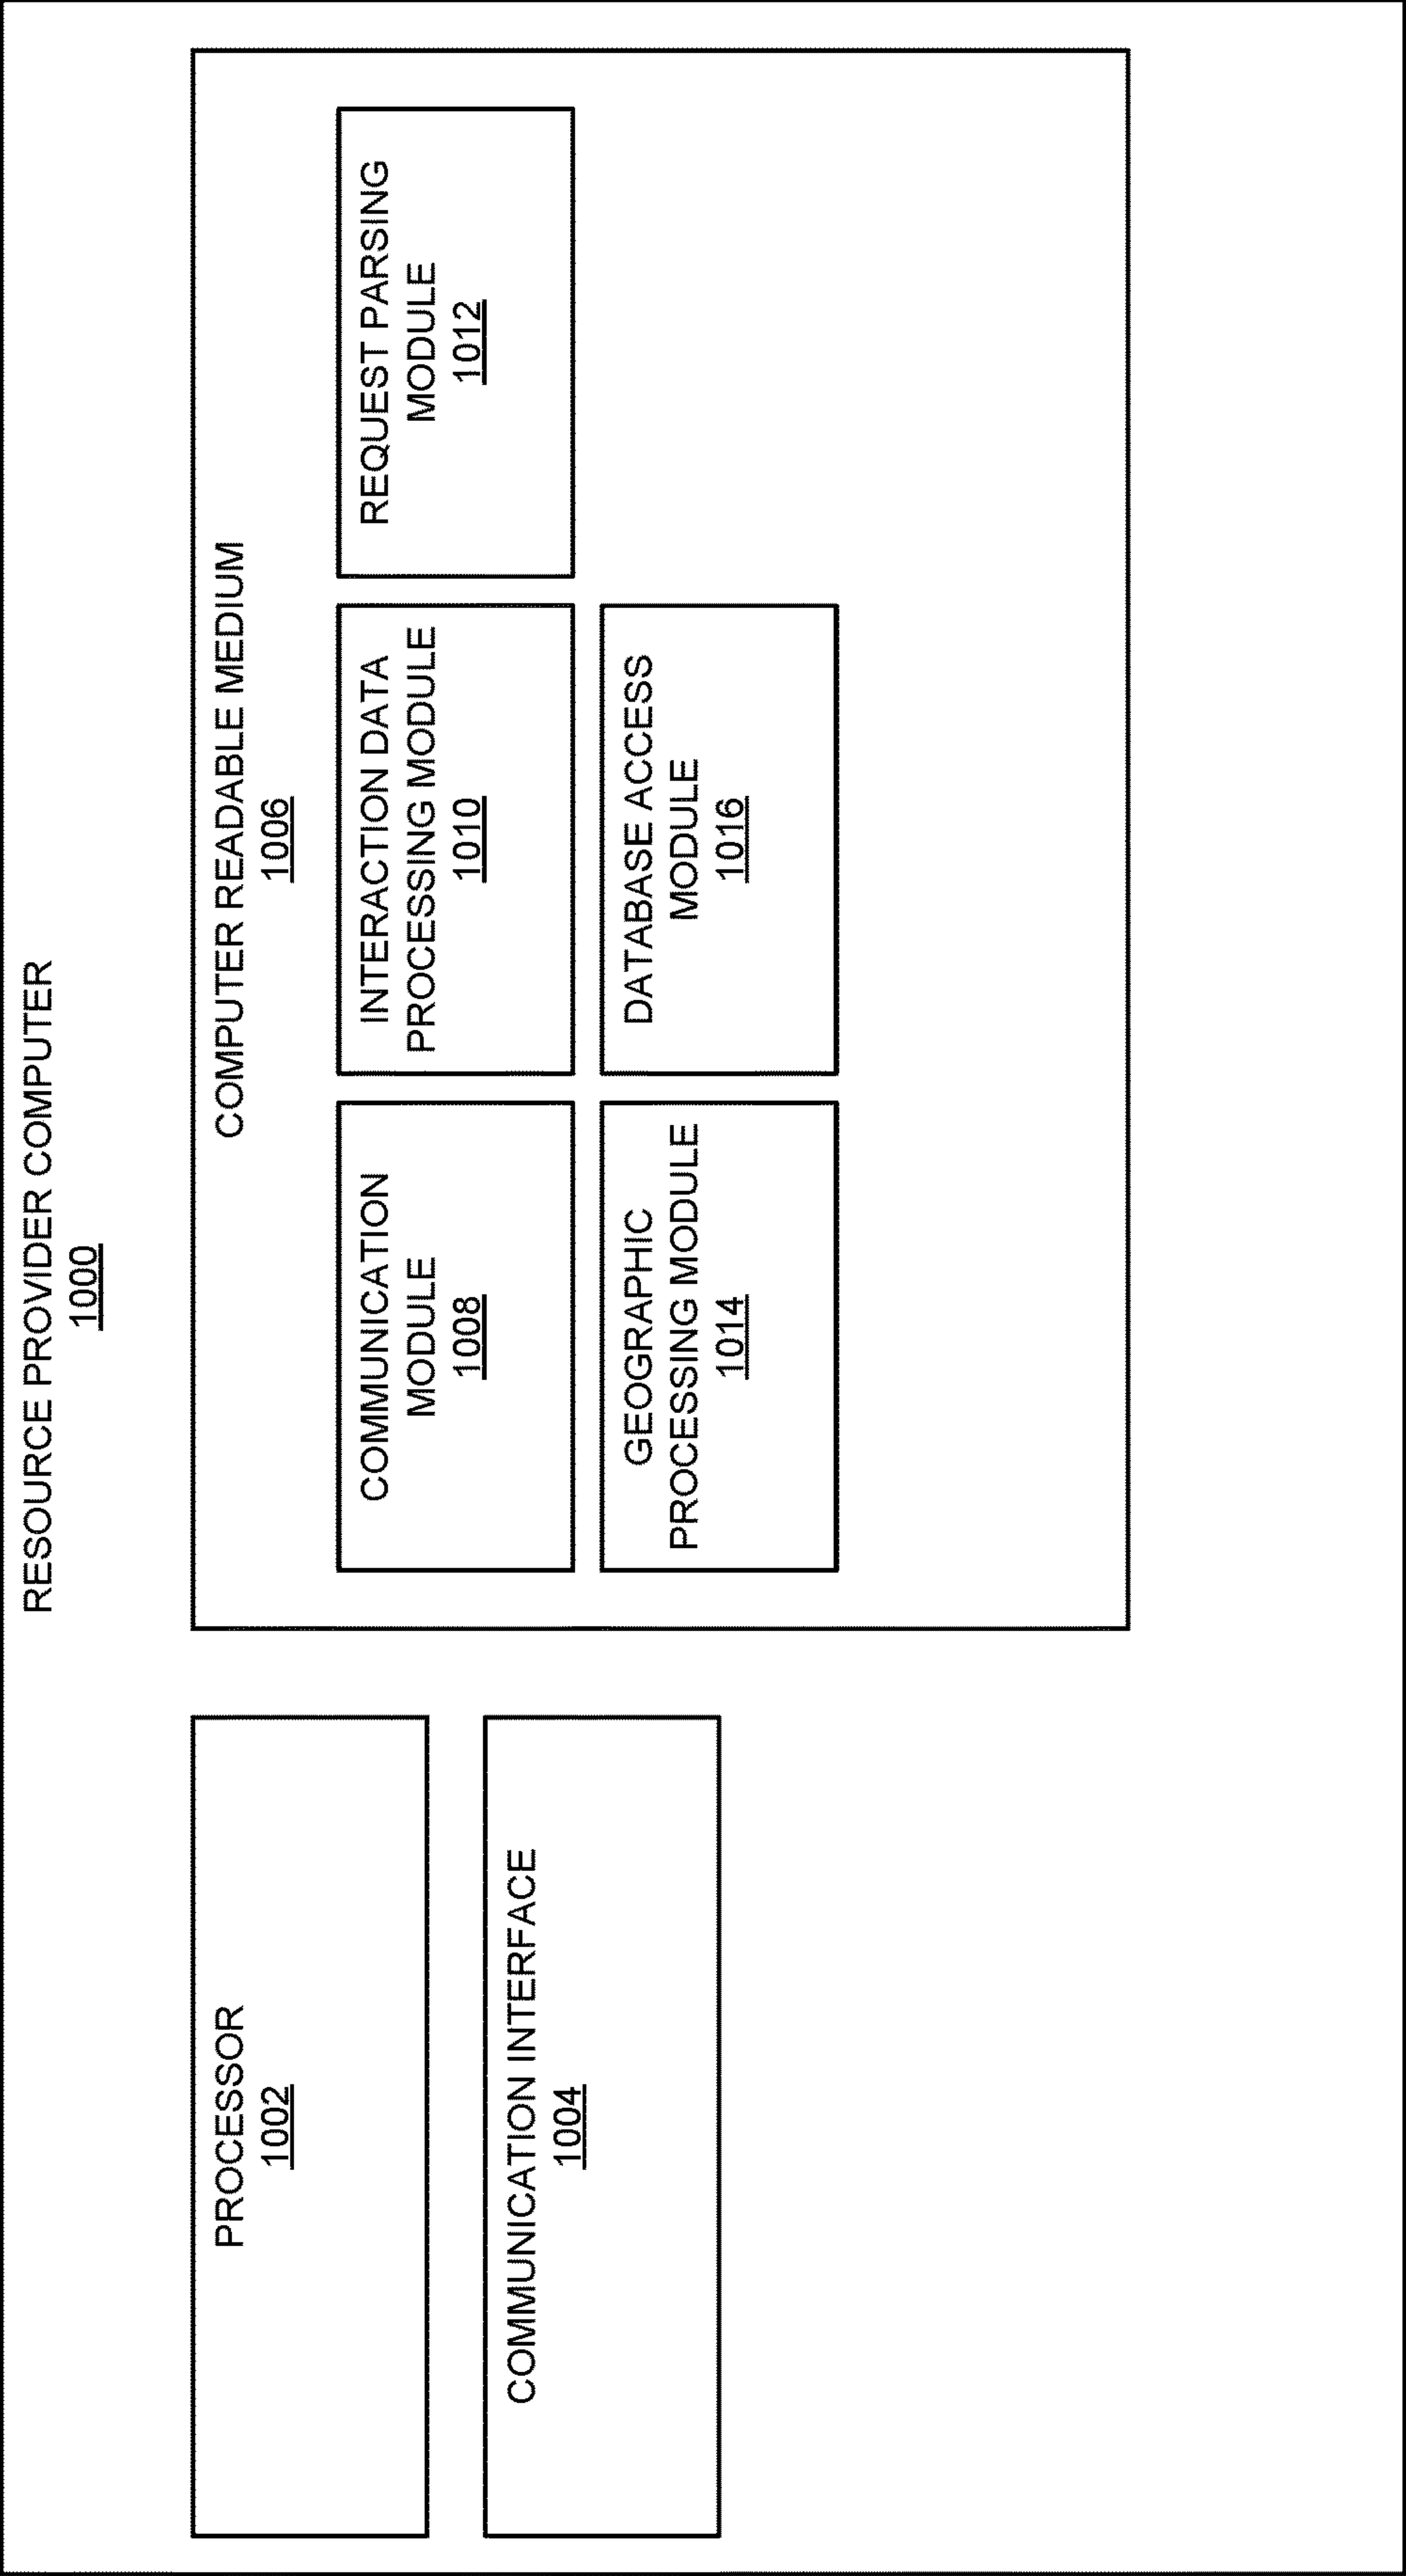 RESOURCE PROVIDER COMPUTER
1000
PROCESSOR
1002
COMMUNICATION INTERFACE
1004
COMPUTER READABLE MEDIUM
1006
COMMUNICATION
MODULE
1008
INTERACTION DATA
PROCESSING MODULE
1010
REQUEST PARSING
MODULE
1012
GEOGRAPHIC
PROCESSING MODULE
1014
DATABASE ACCESS
MODULE
1016